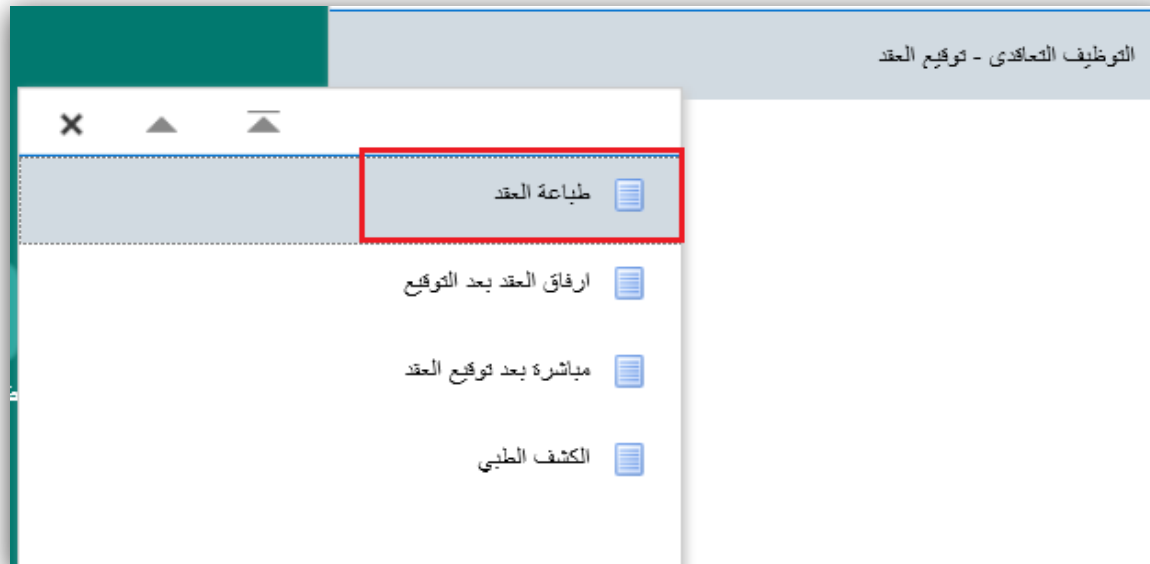 التوظيف التعاقدى - توقيع العقد
طباعة العقد
ارفاق العقد بعد التوقيع
مباشرة بعد توقيع العقد
الكشف الطبي